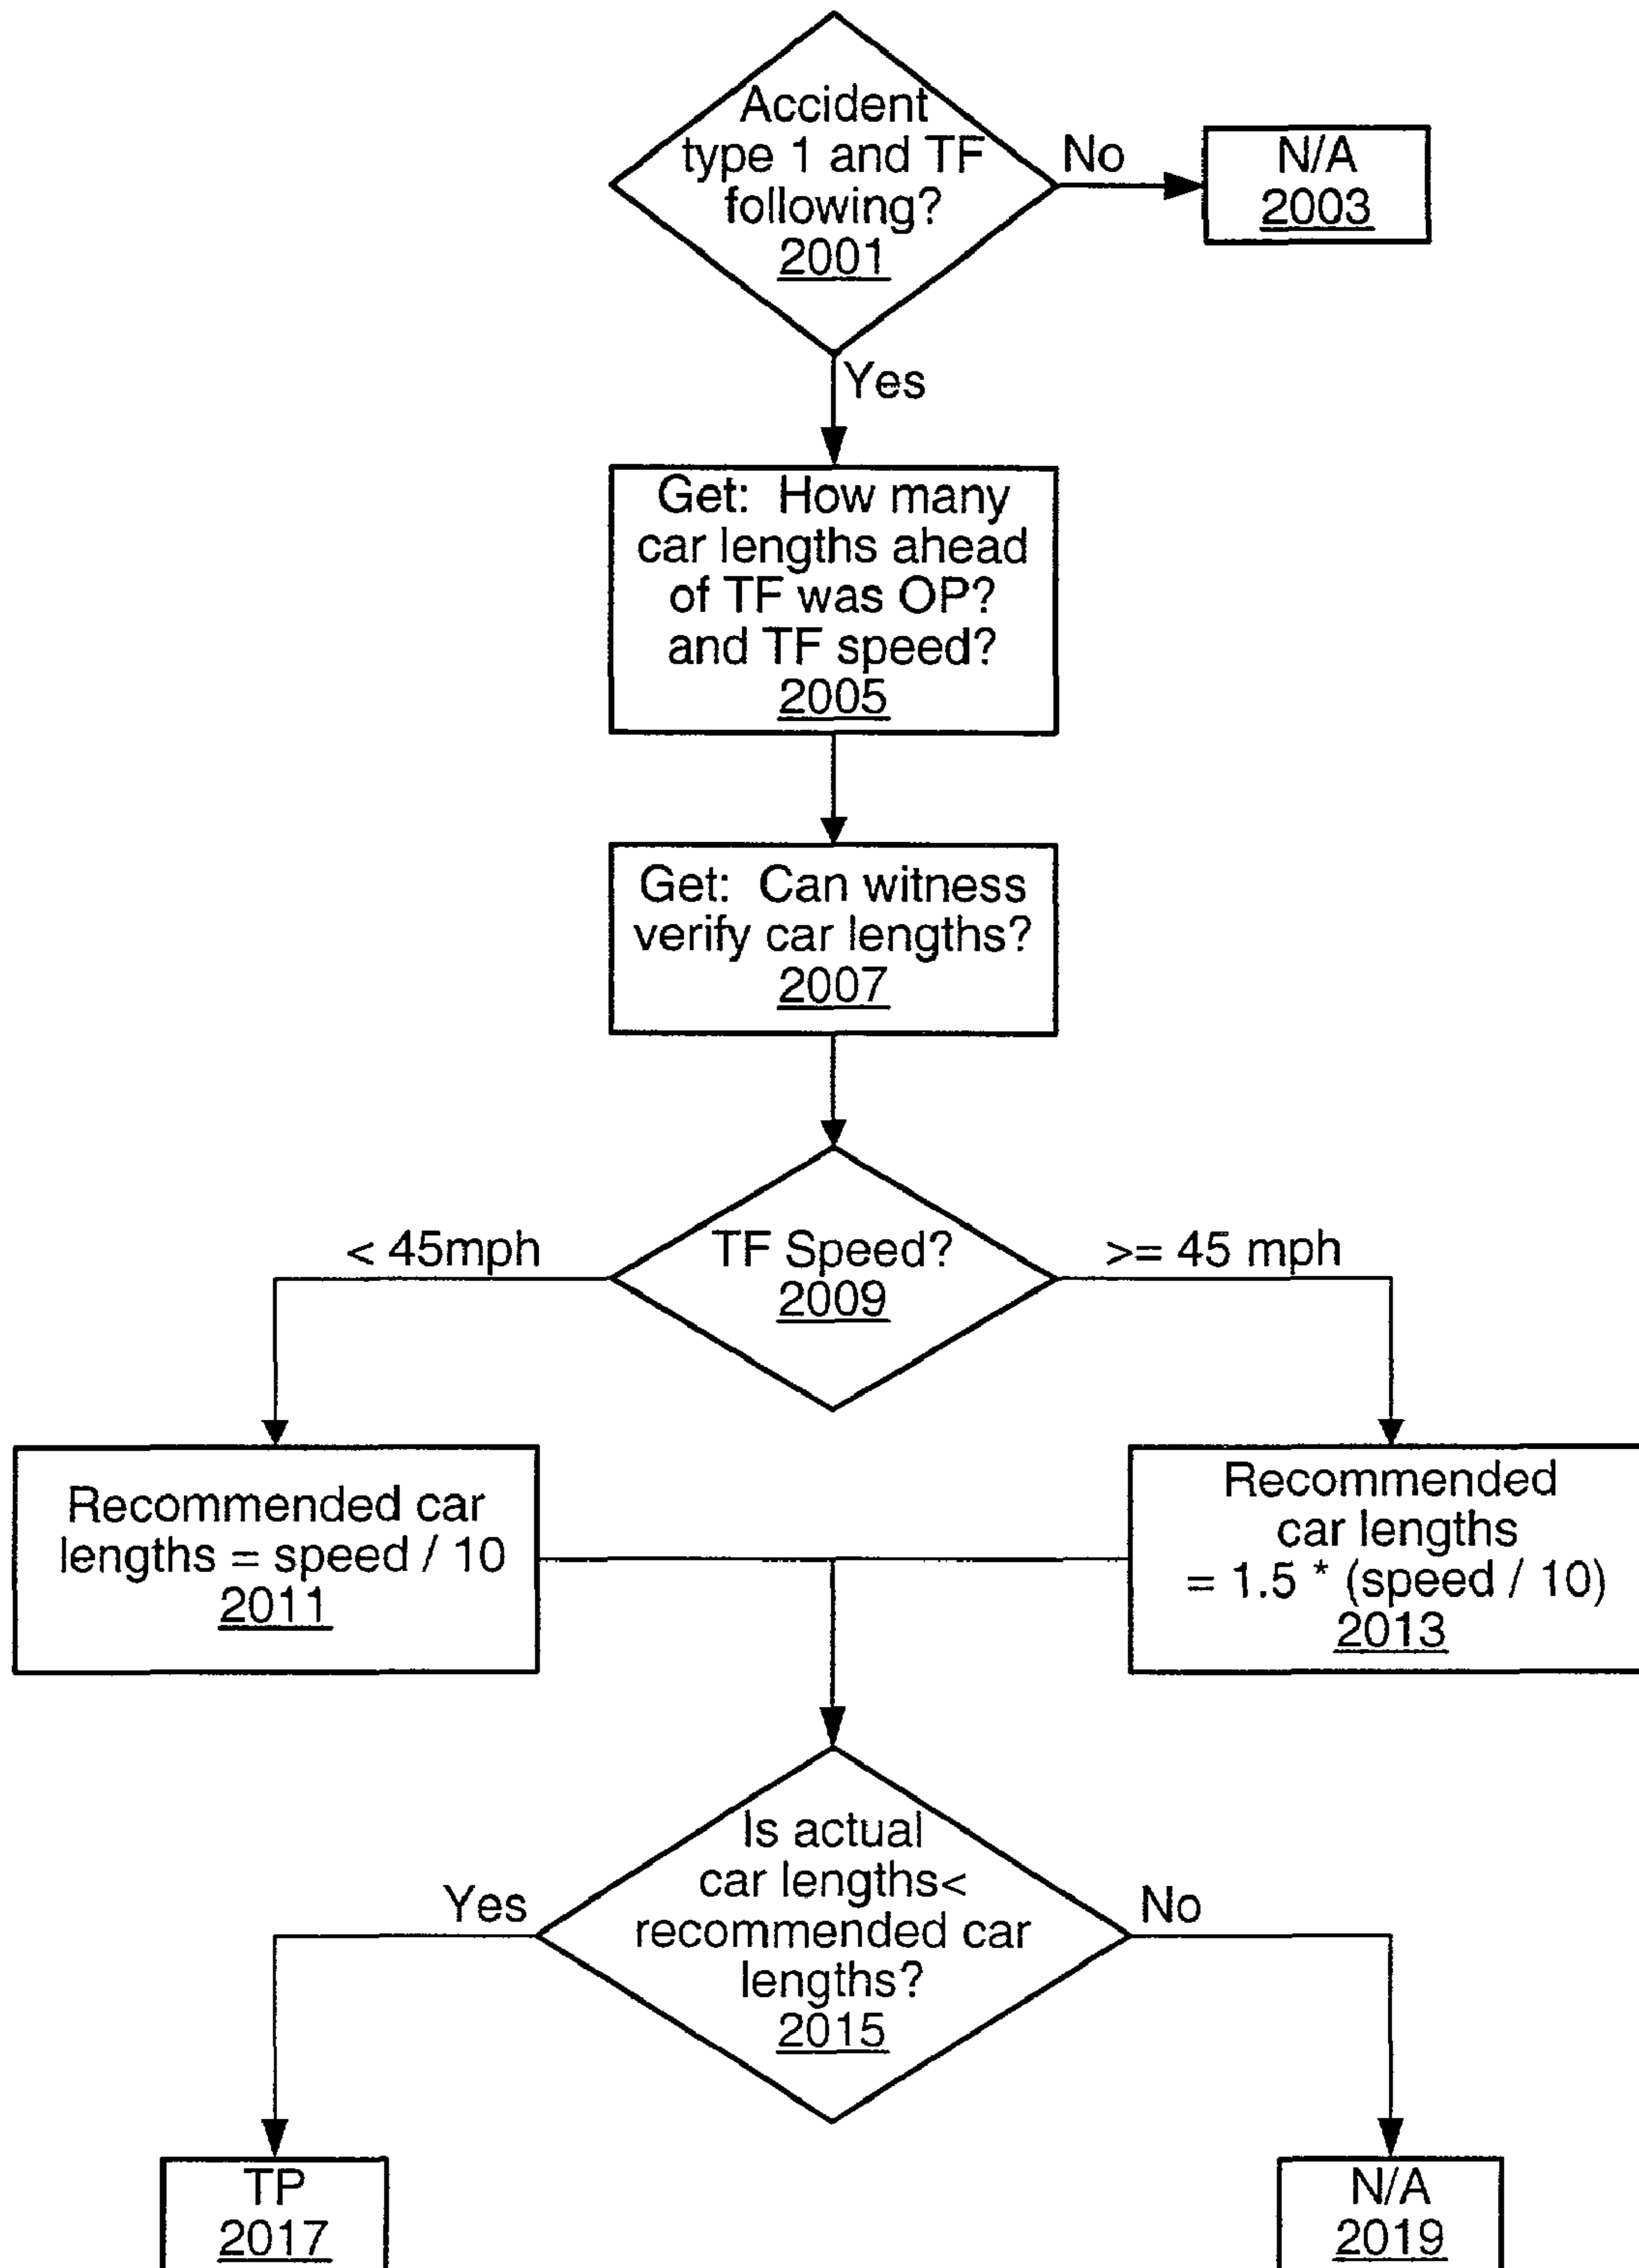 Accident
type 1 and TF
following?
2001
No
N/A
2003
Yes
Get: How many
car lengths ahead
of TF was OP?
and TF speed?
2005
Get: Can witness
verify car lengths?
2007
< 45mph
TF Speed?
2009
>= 45 mph
Recommended car
lengths = speed / 10
2011
Recommended
car lengths
= 1.5 * (speed / 10)
2013
Is actual
car lengths<
recommended car
lengths?
2015
Yes
No
TP
2017
N/A
2019